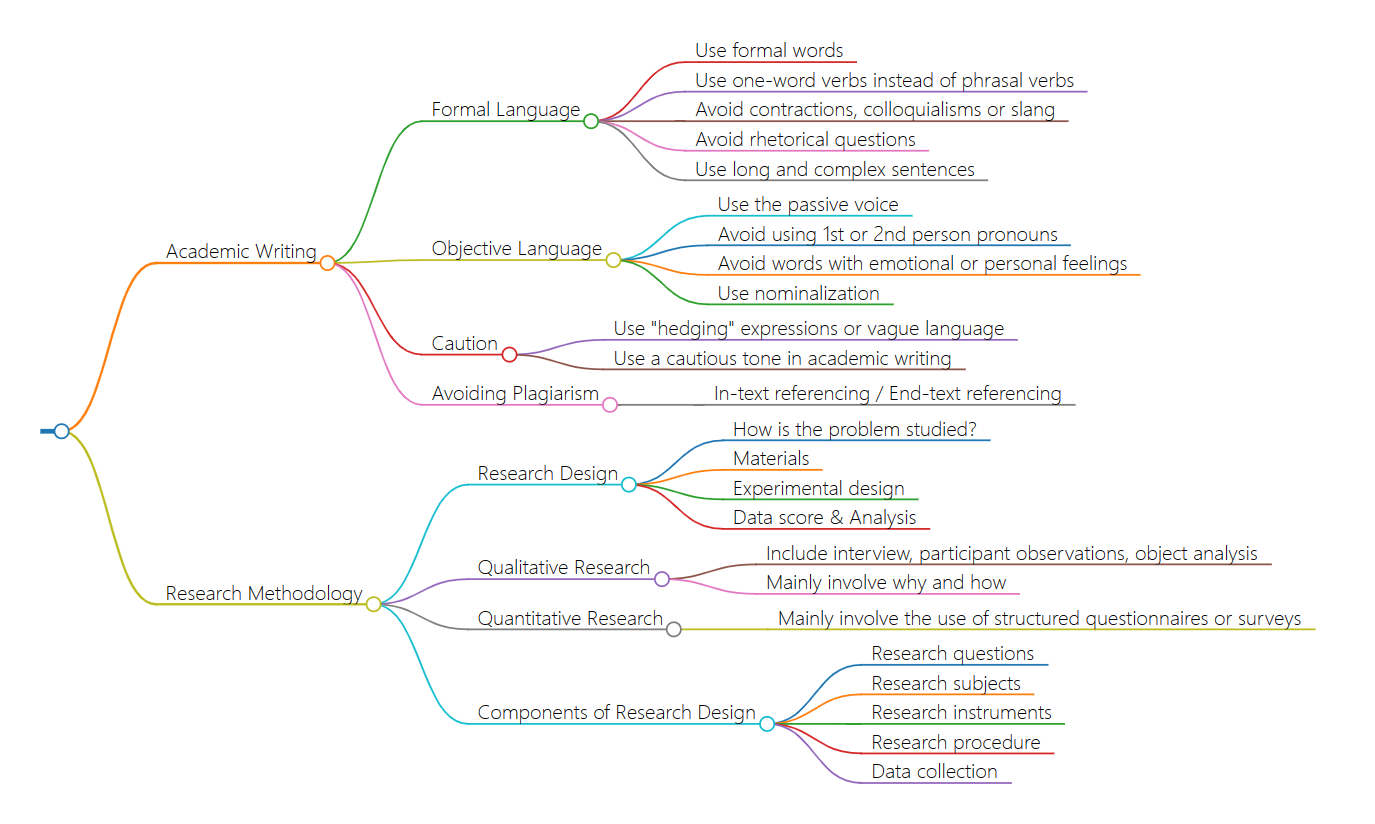 Academic Writing
Formal Language
Use formal words
Use one-word verbs instead of phrasal verbs
Avoid contractions, colloquialisms or slang
Avoid rhetorical questions
Use long and complex sentences
Objective Language
Use the passive voice
Avoid using 1st or 2nd person pronouns
Avoid words with emotional or personal feelings
Use nominalization
Caution
Use "hedging" expressions or vague language
Use a cautious tone in academic writing
Avoiding Plagiarism
In-text referencing / End-text referencing
Research Methodology
Research Design
How is the problem studied?
Materials
Experimental design
Data score & Analysis
Qualitative Research
Include interview, participant observations, object analysis
Mainly involve why and how
Quantitative Research
Mainly involve the use of structured questionnaires or surveys
Components of Research Design
Research questions
Research subjects
Research instruments
Research procedure
Data collection